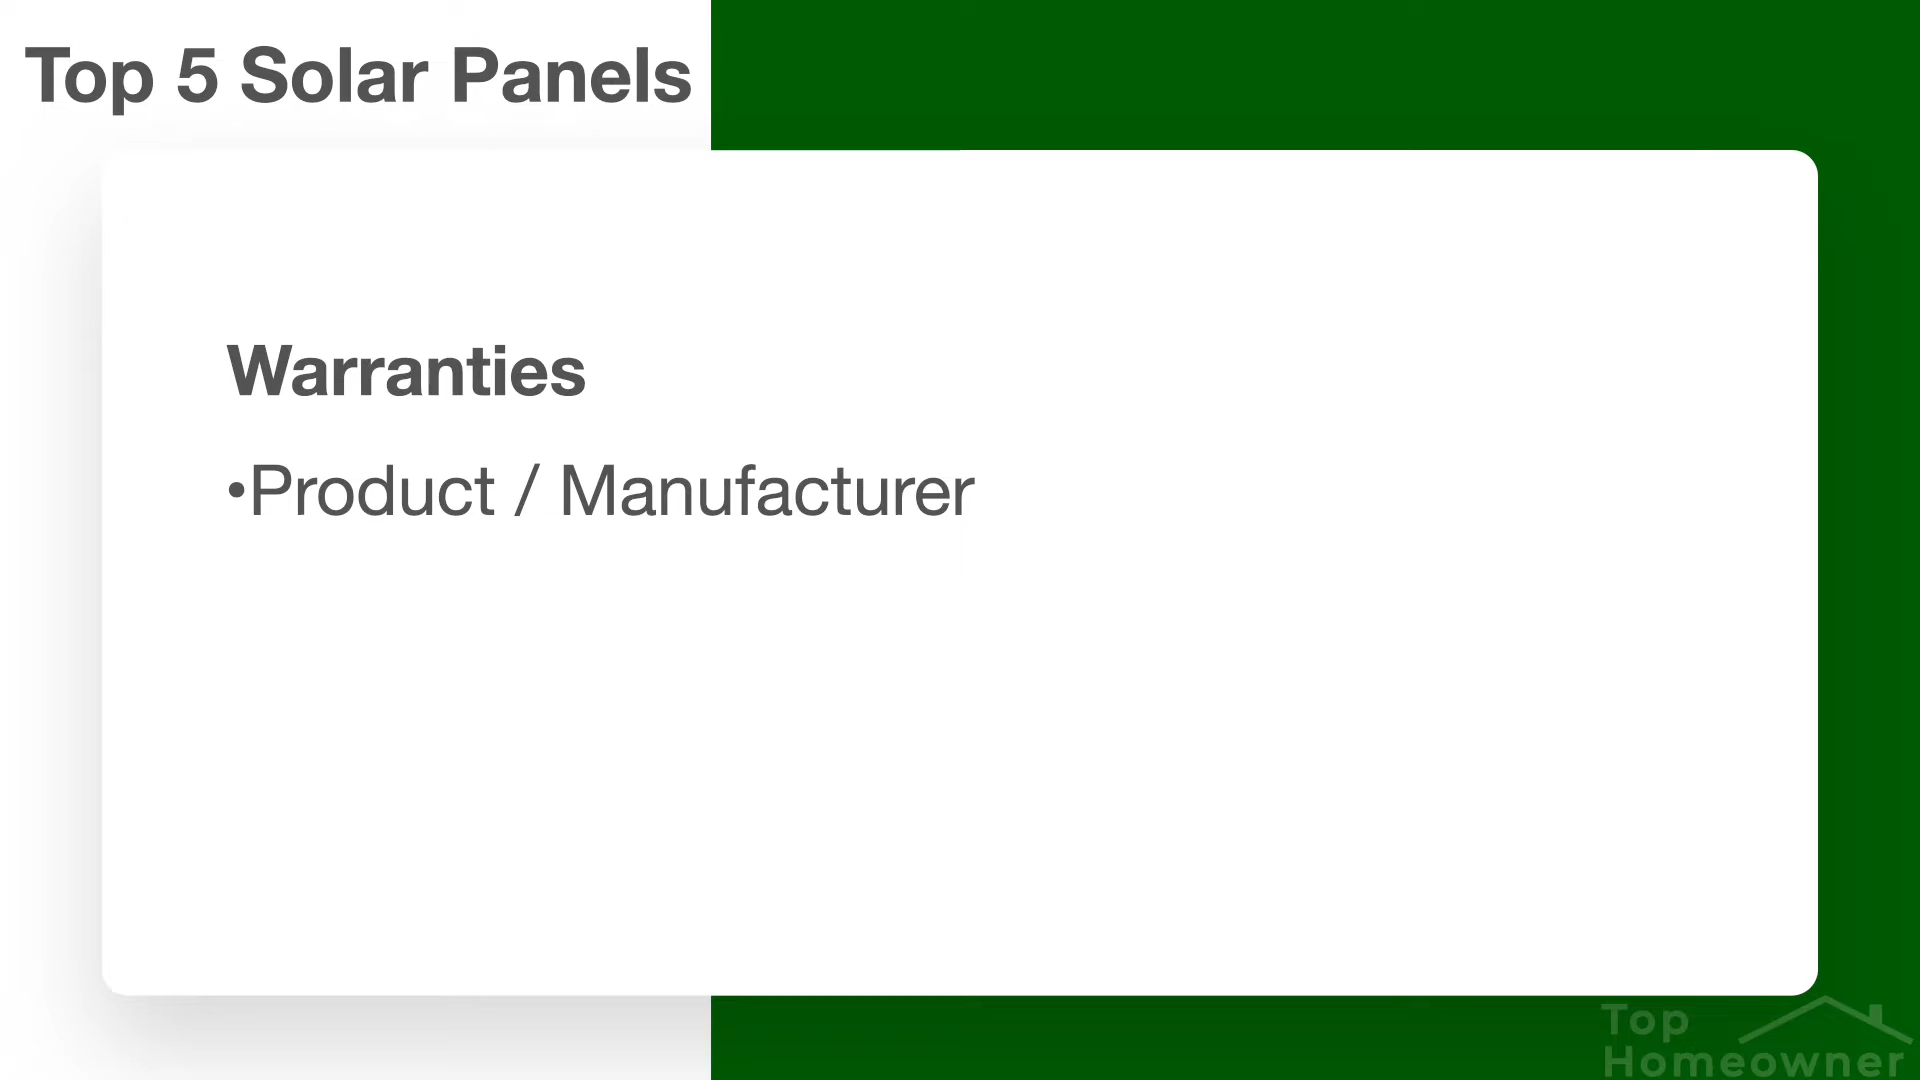 Top 5 Solar Panels
Warranties
•Product / Manufacturer
Top
Homeowner